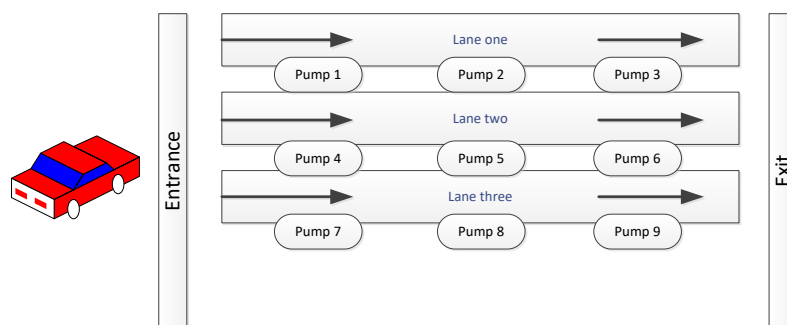 Lane one
Pump 1 Pump 2 Pump 3
Lane two
Pump 4 Pump 5 Pump 6
Lane three
Pump 7 Pump 8 Pump 9
Entrance
Exit